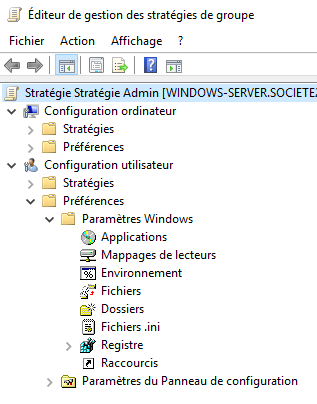 Éditeur de gestion des stratégies de groupe
Fichier Action Affichage ?
Stratégie Stratégie Admin [WINDOWS-SERVER.SOCIETE
Configuration ordinateur
Stratégies
Préférences
Configuration utilisateur
Stratégies
Préférences
Paramètres Windows
Applications
Mappages de lecteurs
Environnement
Fichiers
Dossiers
Fichiers .ini
Registre
Raccourcis
Paramètres du Panneau de configuration